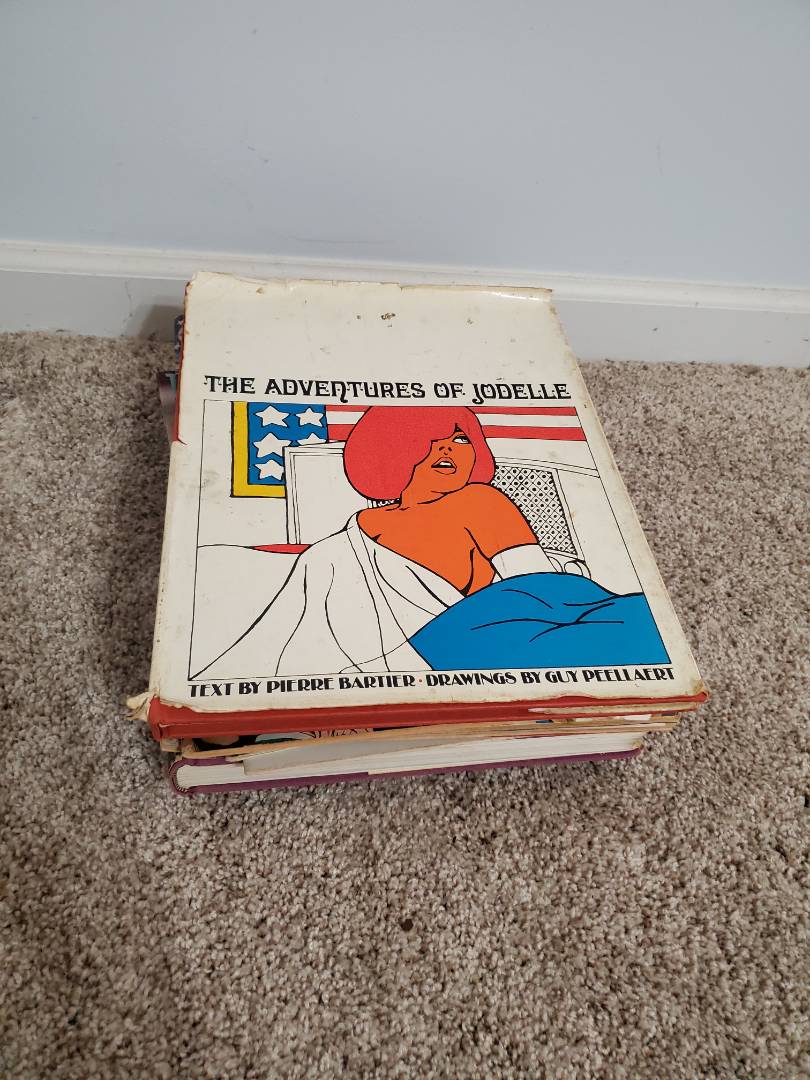 THE ADVENTURES OF JODELLE
TEXT BY PIERRE BARTIER · DRAWINGS BY GUY PEELLAERT